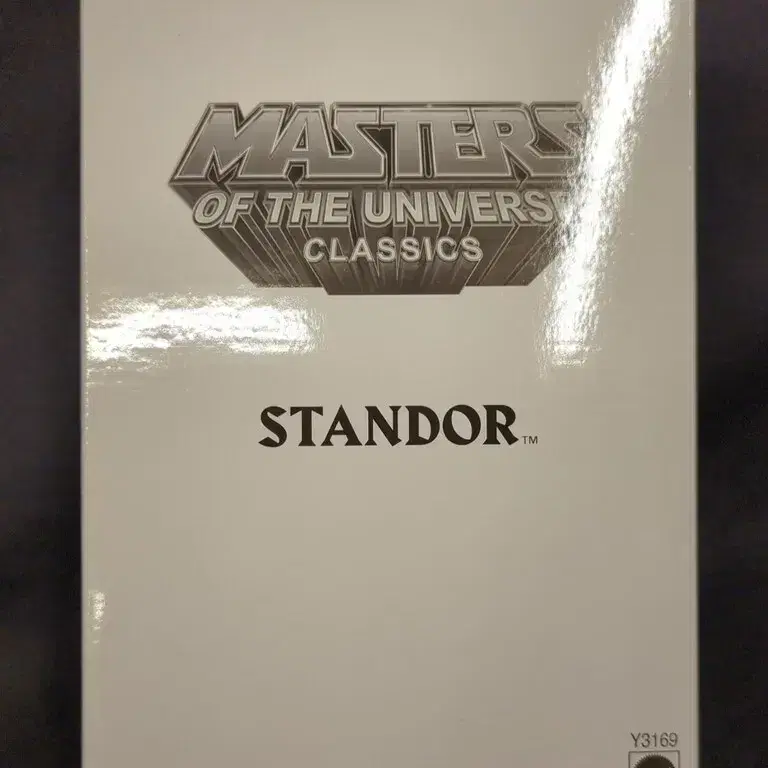 MASTERS
OF THE UNIVERSE
CLASSICS
STANDOR™
Y3169